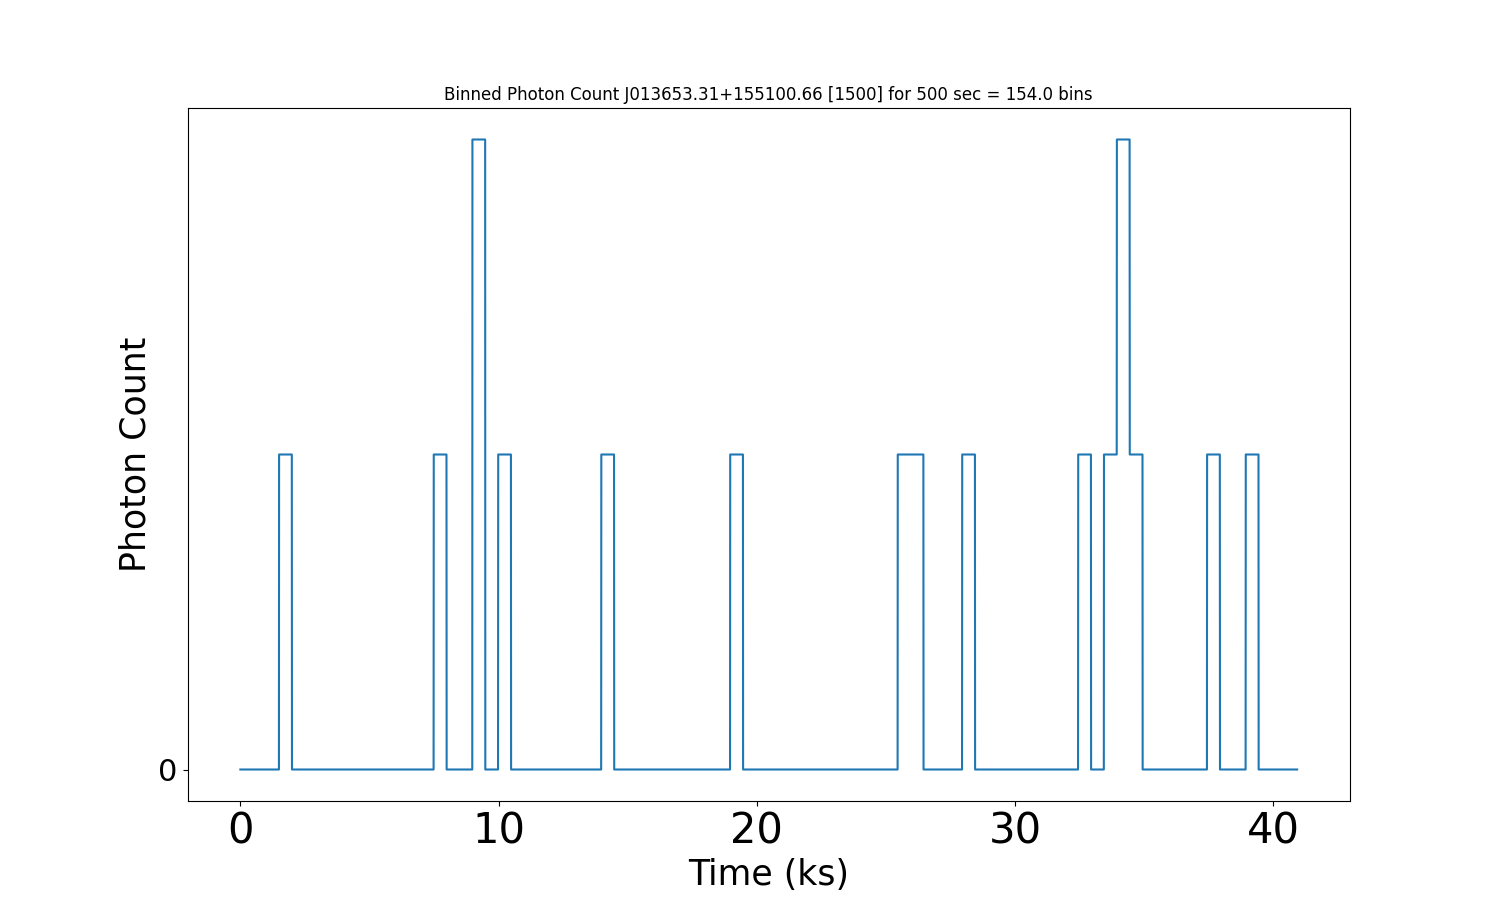 Binned Photon Count J013653.31+155100.66 [1500] for 500 sec = 154.0 bins
Photon Count
0
0 10 20 30 40
Time (ks)